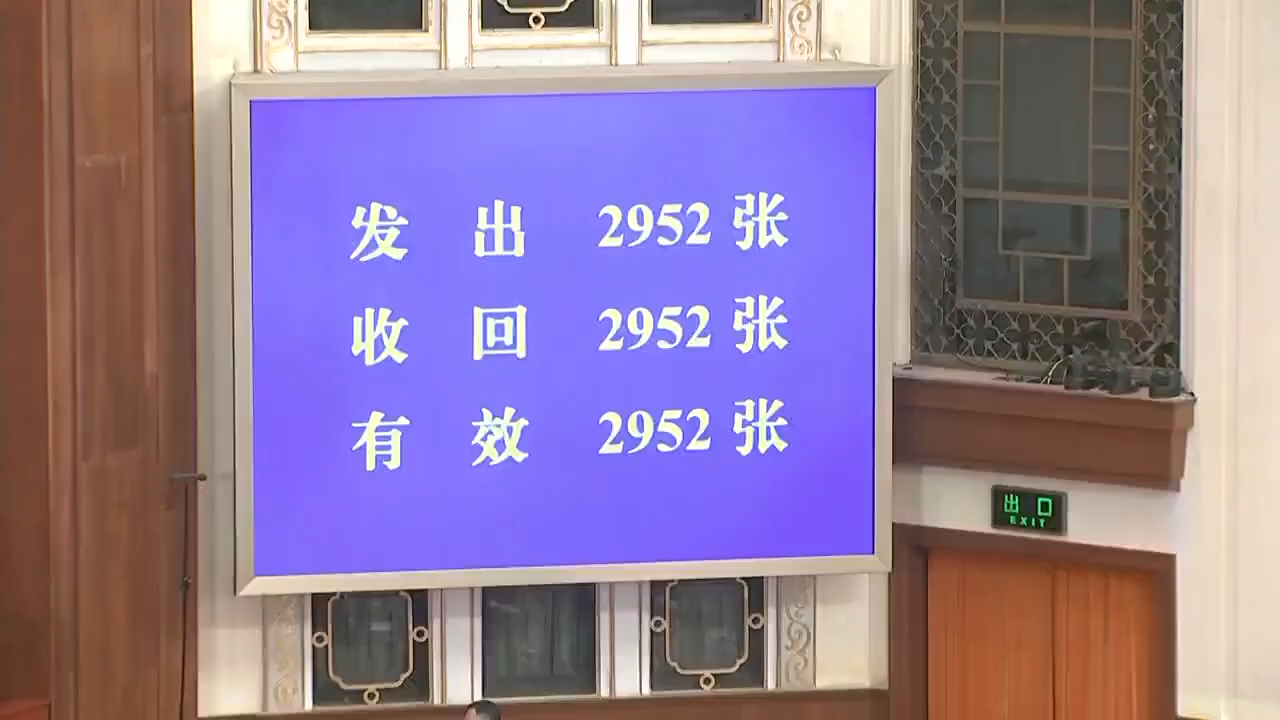 发 出 2952 张
收 回 2952 张
有 效 2952 张
出 口
EXIT